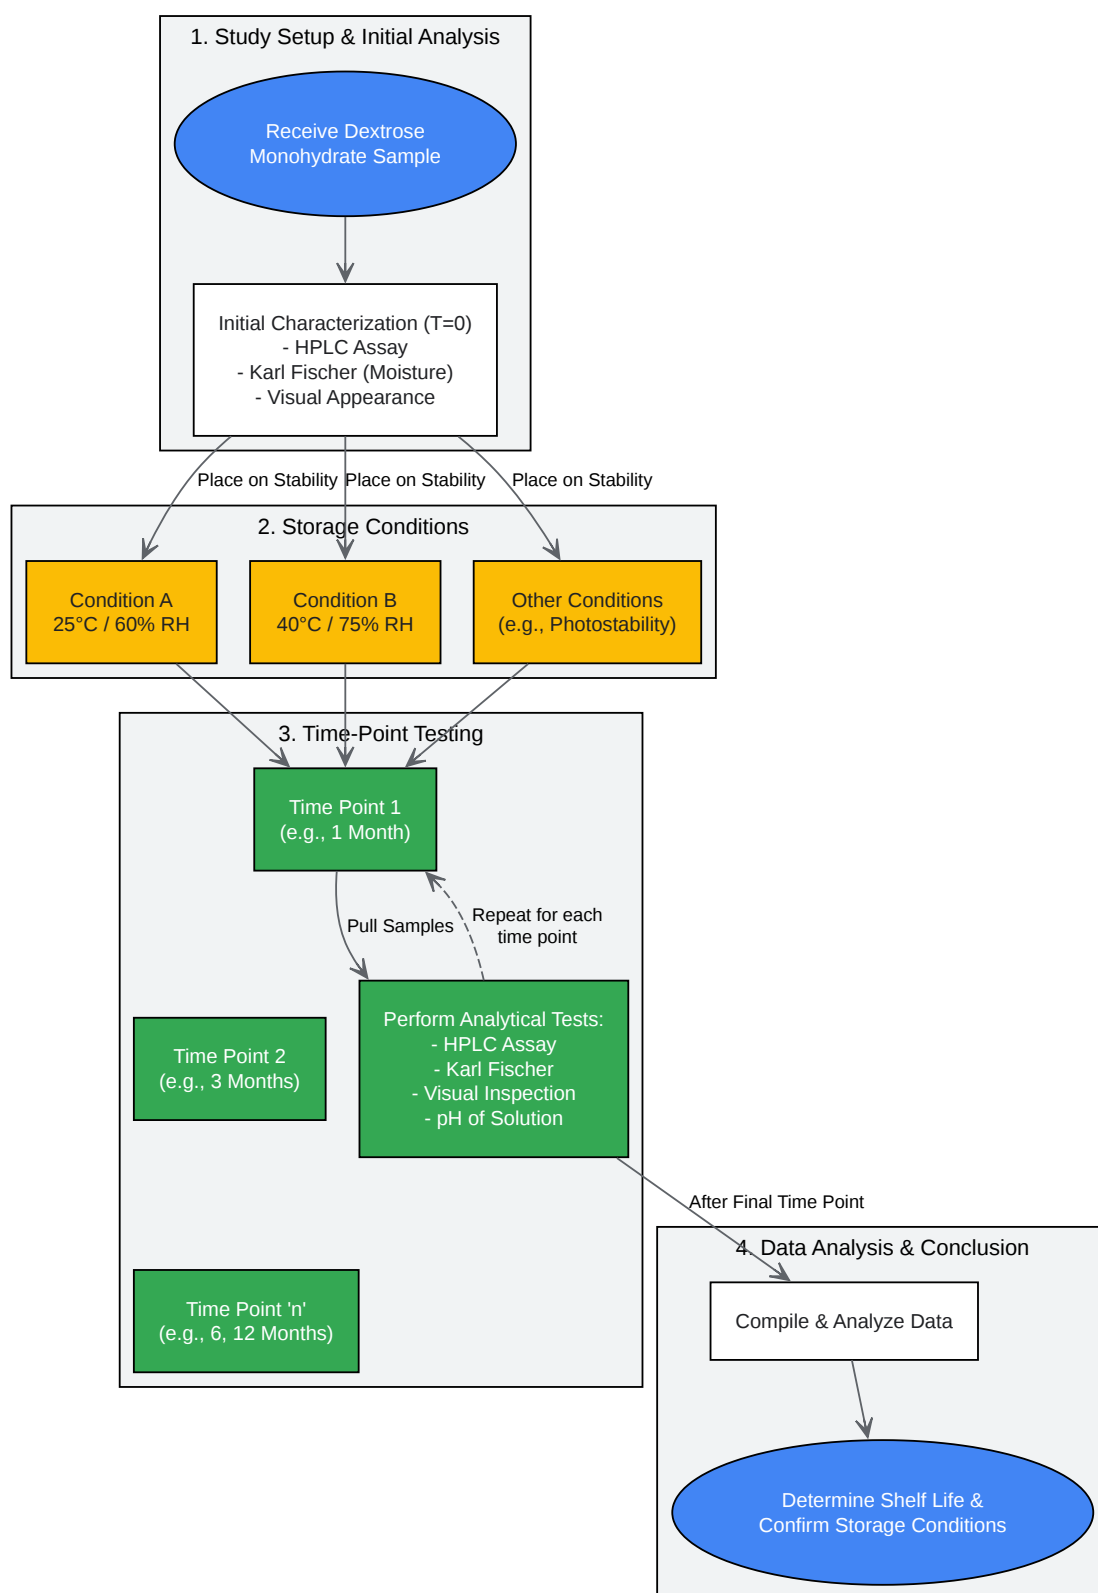 1. Study Setup & Initial Analysis
Receive Dextrose
Monohydrate Sample
Initial Characterization (T=0)
- HPLC Assay
- Karl Fischer (Moisture)
- Visual Appearance
Place on Stability
Place on Stability
Place on Stability
2. Storage Conditions
Condition A
25°C / 60% RH
Condition B
40°C / 75% RH
Other Conditions
(e.g., Photostability)
3. Time-Point Testing
Time Point 1
(e.g., 1 Month)
Pull Samples
Repeat for each
time point
Perform Analytical Tests:
- HPLC Assay
- Karl Fischer
- Visual Inspection
- pH of Solution
Time Point 2
(e.g., 3 Months)
After Final Time Point
4. Data Analysis & Conclusion
Time Point 'n'
(e.g., 6, 12 Months)
Compile & Analyze Data
Determine Shelf Life &
Confirm Storage Conditions